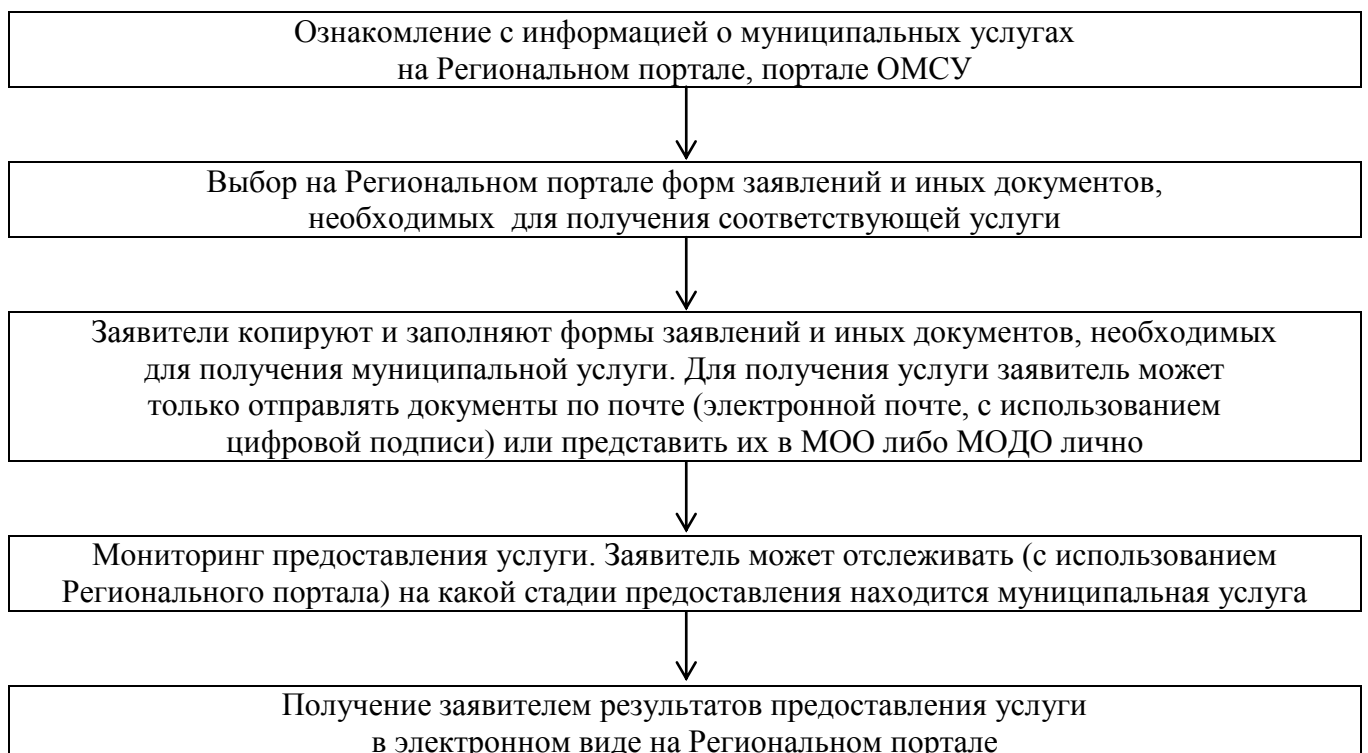 Ознакомление с информацией о муниципальных услугах
на Региональном портале, портале ОМСУ
Выбор на Региональном портале форм заявлений и иных документов,
необходимых для получения соответствующей услуги
Заявители копируют и заполняют формы заявлений и иных документов, необходимых
для получения муниципальной услуги. Для получения услуги заявитель может
только отправлять документы по почте (электронной почте, с использованием
цифровой подписи) или представить их в МОО либо МОДО лично
Мониторинг предоставления услуги. Заявитель может отслеживать (с использованием
Регионального портала) на какой стадии предоставления находится муниципальная услуга
Получение заявителем результатов предоставления услуги
в электронном виде на Региональном портале